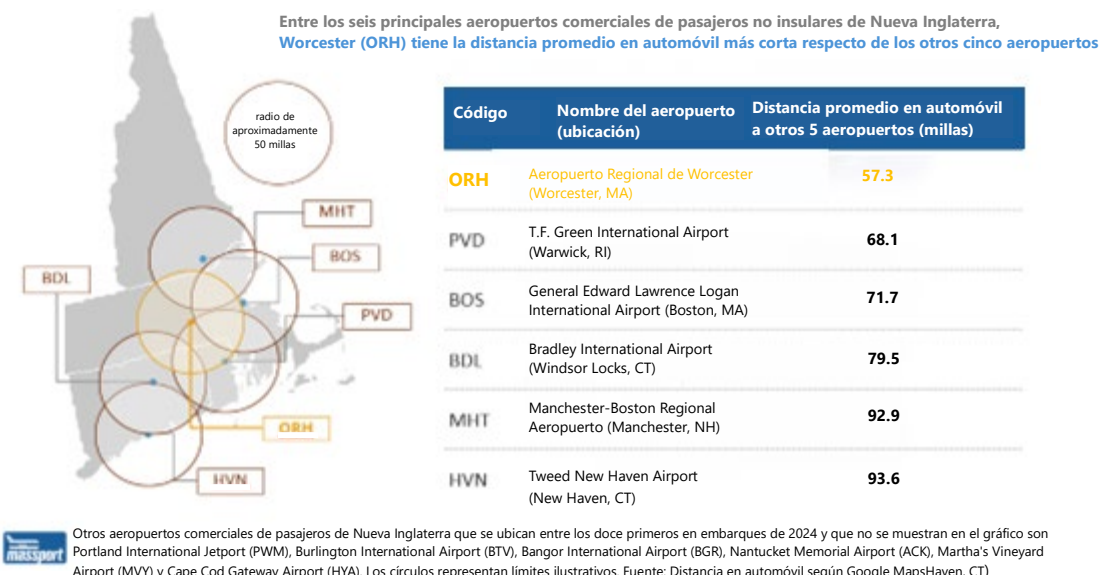 Entre los seis principales aeropuertos comerciales de pasajeros no insulares de Nueva Inglaterra,
Worcester (ORH) tiene la distancia promedio en automóvil más corta respecto de los otros cinco aeropuertos
radio de
aproximadamente
50 millas
MHT
BOS
BDL
PVD
ORH
HVN
Código
Nombre del aeropuerto
(ubicación)
Distancia promedio en automóvil
a otros 5 aeropuertos (millas)
ORH
Aeropuerto Regional de Worcester
(Worcester, MA)
57.3
PVD
T.F. Green International Airport
(Warwick, RI)
68.1
BOS
General Edward Lawrence Logan
International Airport (Boston, MA)
71.7
BDL
Bradley International Airport
(Windsor Locks, CT)
79.5
MHT
Manchester-Boston Regional
Aeropuerto (Manchester, NH)
92.9
HVN
Tweed New Haven Airport
(New Haven, CT)
93.6
massport
Otros aeropuertos comerciales de pasajeros de Nueva Inglaterra que se ubican entre los doce primeros en embarques de 2024 y que no se muestran en el gráfico son
Portland International Jetport (PWM), Burlington International Airport (BTV), Bangor International Airport (BGR), Nantucket Memorial Airport (ACK), Martha's Vineyard
Airport (MVY) y Cape Cod Gateway Airport (HYA). Los círculos representan límites ilustrativos. Fuente: Distancia en automóvil según Google MapsHaven, CT)